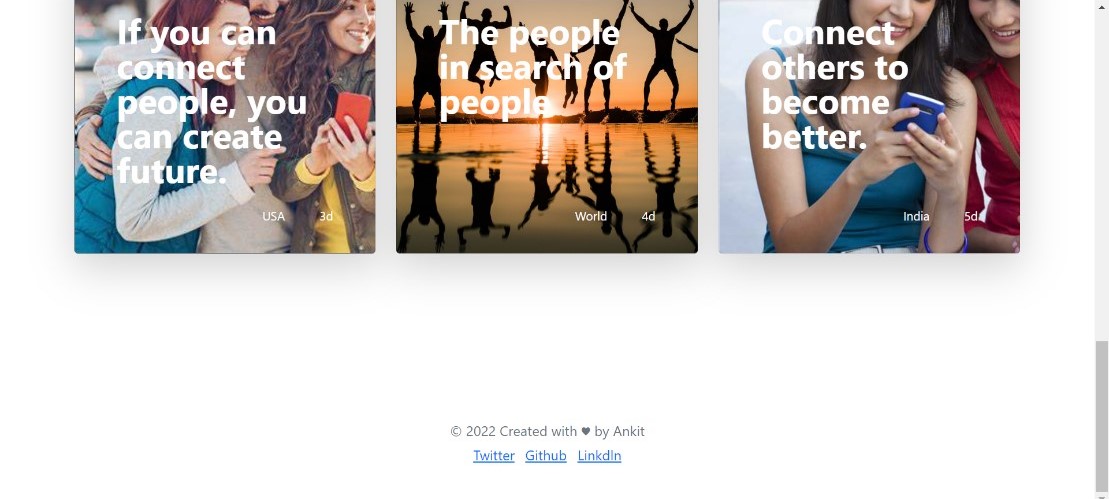 If you can
connect
people, you
can create
future.
USA 3d
The people
in search of
people
World 4d
Connect
others to
become
better.
India 5d
© 2022 Created with ♥ by Ankit
Twitter Github Linkdln